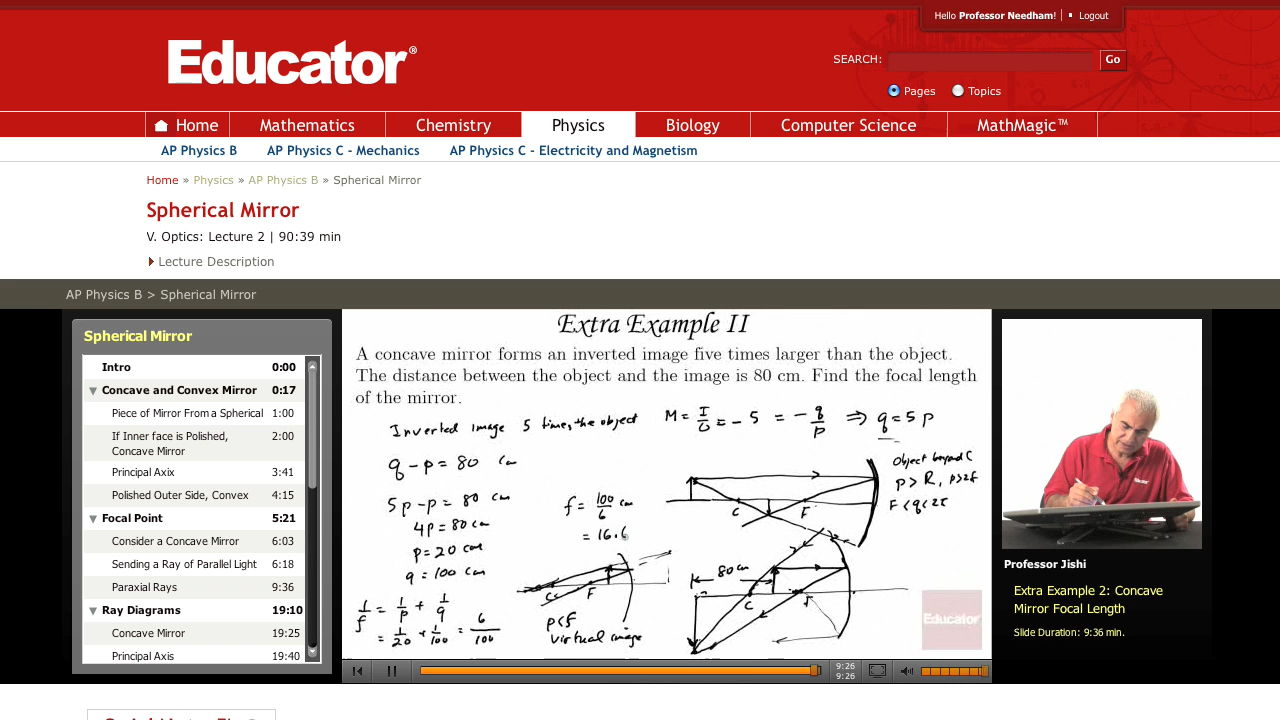 Hello Professor Needham! Logout
Educator®
SEARCH: Go
Pages Topics
Home Mathematics Chemistry Physics Biology Computer Science MathMagic™
AP Physics B AP Physics C - Mechanics AP Physics C - Electricity and Magnetism
Home » Physics » AP Physics B » Spherical Mirror
Spherical Mirror
V. Optics: Lecture 2 | 90:39 min
Lecture Description
AP Physics B > Spherical Mirror
Spherical Mirror
Intro 0:00
Concave and Convex Mirror 0:17
Piece of Mirror From a Spherical 1:00
If Inner face is Polished,
Concave Mirror 2:00
Principal Axix 3:41
Polished Outer Side, Convex 4:15
Focal Point 5:21
Consider a Concave Mirror 6:03
Sending a Ray of Parallel Light 6:18
Paraxial Rays 9:36
Ray Diagrams 19:10
Concave Mirror 19:25
Principal Axis 19:40
Extra Example II
A concave mirror forms an inverted image five times larger than the object.
The distance between the object and the image is 80 cm. Find the focal length
of the mirror.
Inverted image 5 times the object
M = I/O = -5 = -q/p ⇒ q = 5p
q - p = 80 cm
5p - p = 80 cm
4p = 80 cm
p = 20 cm
q = 100 cm
1/f = 1/p + 1/q
= 1/20 + 1/100 = 6/100
f = 100/6 cm
= 16.6
C F
p < f
virtual image
C F
Object beyond C
p > R, p > 2f
F < q < 2f
80 cm
C F
Educator
9:26
9:26
Professor Jishi
Extra Example 2: Concave
Mirror Focal Length
Slide Duration: 9:36 min.